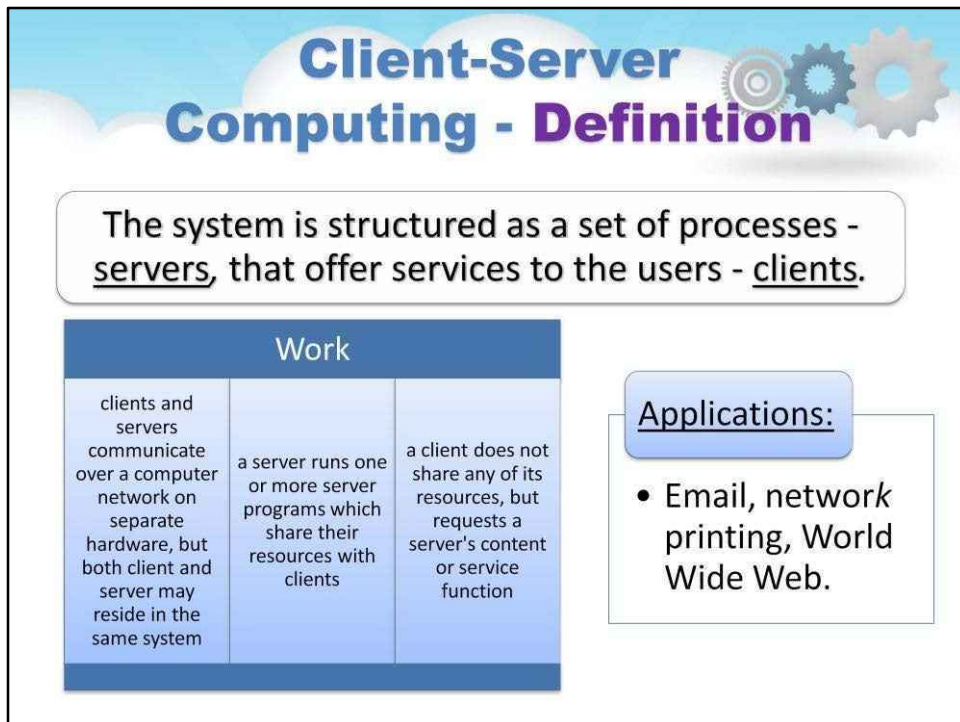 Client-Server
Computing - Definition
The system is structured as a set of processes -
servers, that offer services to the users - clients.
Work
clients and
servers
communicate
over a computer
network on
separate
hardware, but
both client and
server may
reside in the
same system
a server runs one
or more server
programs which
share their
resources with
clients
a client does not
share any of its
resources, but
requests a
server's content
or service
function
Applications:
• Email, network
printing, World
Wide Web.